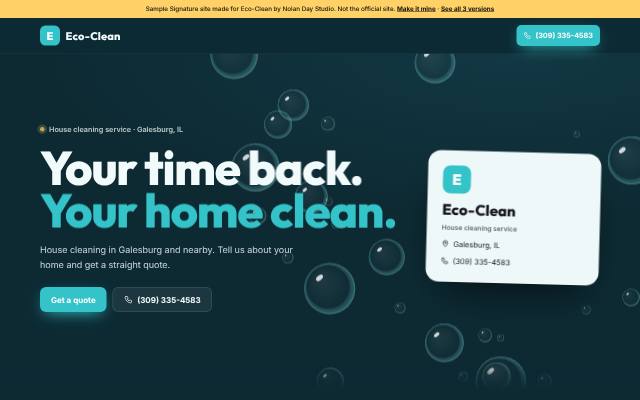 Sample Signature site made for Eco-Clean by Nolan Day Studio. Not the official site. Make it mine · See all 3 versions
E Eco-Clean
(309) 335-4583
House cleaning service · Galesburg, IL
Your time back.
Your home clean.
House cleaning in Galesburg and nearby. Tell us about your
home and get a straight quote.
Get a quote
(309) 335-4583
E
Eco-Clean
House cleaning service
Galesburg, IL
(309) 335-4583